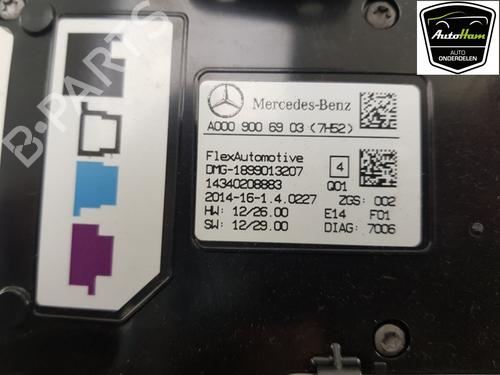 AutoHam
AUTO
ONDERDELEN
B-PARTS
Mercedes-Benz
A000 900 69 03 (7H52)
FlexAutomotive
DMG-1899013207
14340208883
2014-16-1.4.0227
HW: 12/26.00
SW: 12/29.00
4
Q01
ZGS: 002
E14 F01
DIAG: 7006